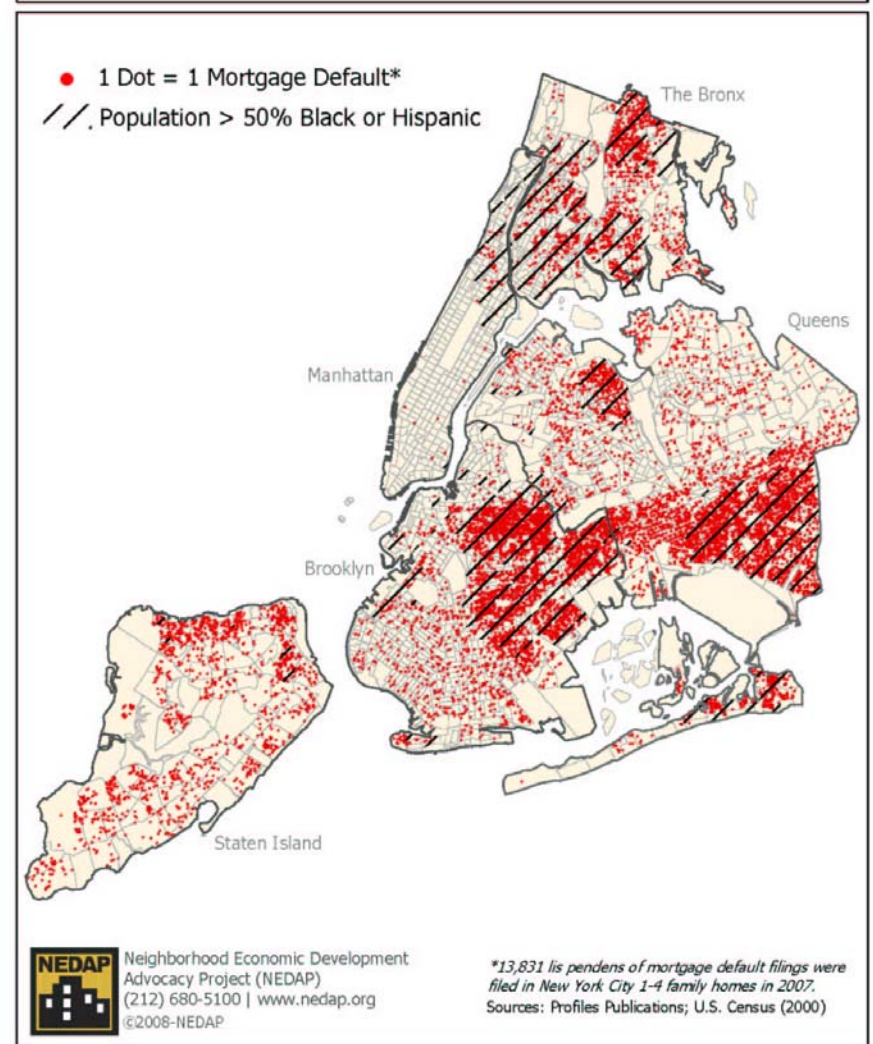 1 Dot = 1 Mortgage Default*
Population > 50% Black or Hispanic
The Bronx
Queens
Manhattan
Brooklyn
Staten Island
NEDAP
Neighborhood Economic Development
Advocacy Project (NEDAP)
(212) 680-5100 | www.nedap.org
©2008-NEDAP
*13,831 lis pendens of mortgage default filings were
filed in New York City 1-4 family homes in 2007.
Sources: Profiles Publications; U.S. Census (2000)